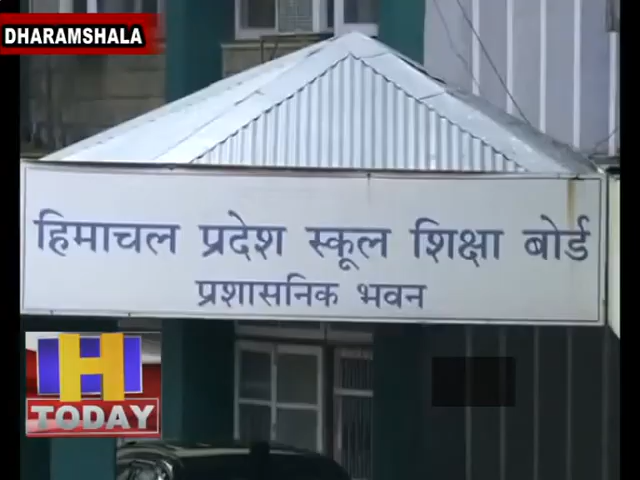 DHARAMSHALA
हिमाचल प्रदेश स्कूल शिक्षा बोर्ड
प्रशासनिक भवन
H
TODAY